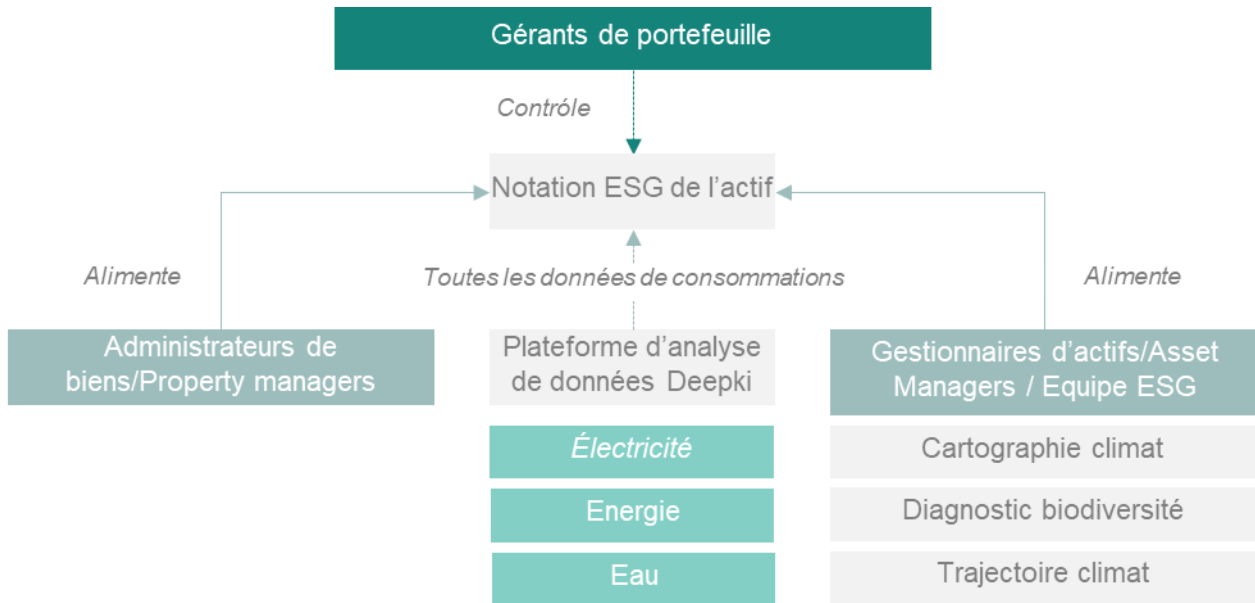 Gérants de portefeuille
Contrôle
Notation ESG de l’actif
Alimente
Toutes les données de consommations
Alimente
Administrateurs de
biens/Property managers
Plateforme d’analyse
de données Deepki
Gestionnaires d’actifs/Asset
Managers / Equipe ESG
Électricité
Cartographie climat
Energie
Diagnostic biodiversité
Eau
Trajectoire climat